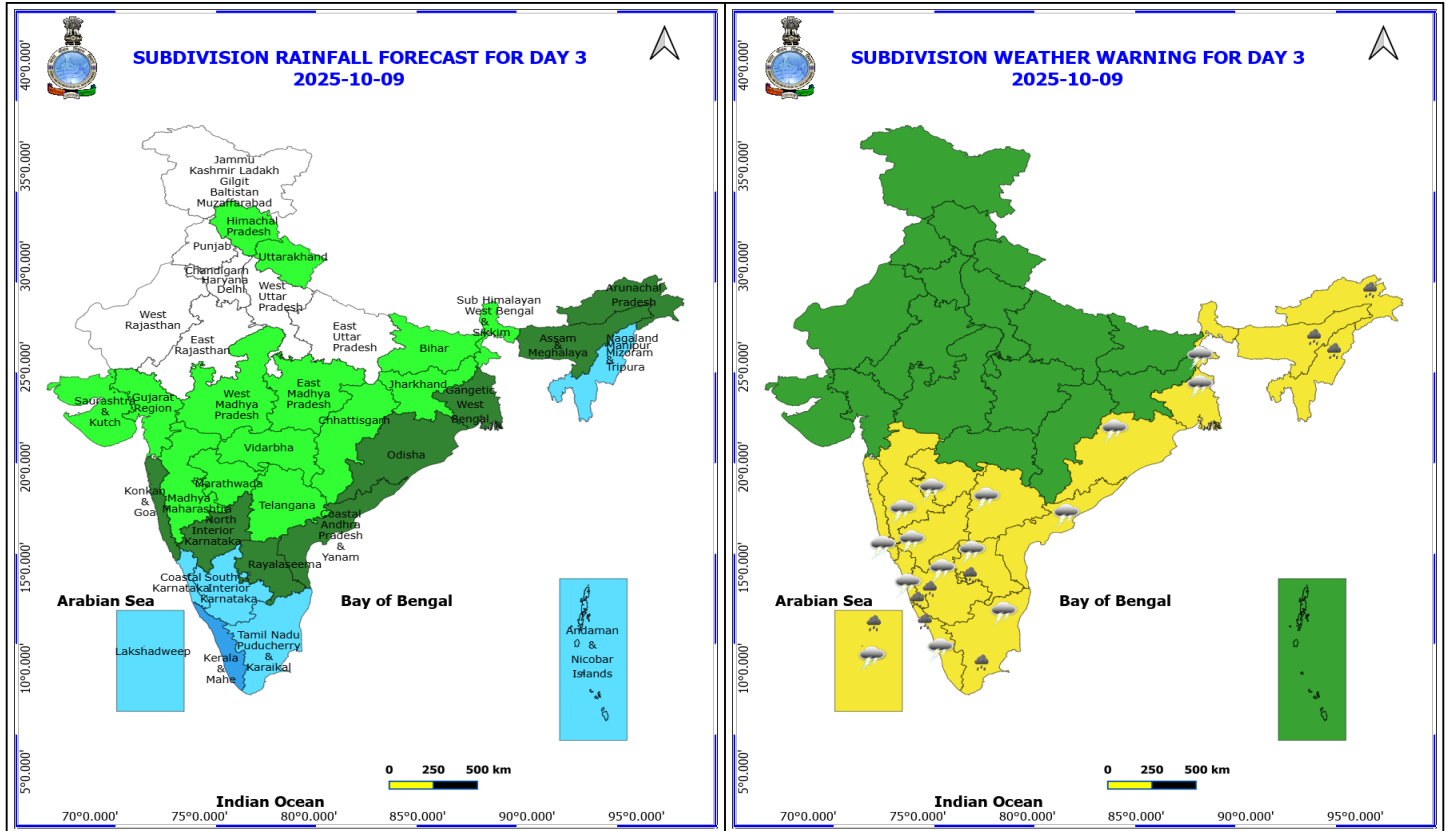 SUBDIVISION RAINFALL FORECAST FOR DAY 3
2025-10-09
40°0.000'
35°0.000'
30°0.000'
25°0.000'
20°0.000'
15°0.000'
10°0.000'
5°0.000'
Jammu
Kashmir Ladakh
Gilgit
Baltistan
Muzaffarabad
Himachal
Pradesh
Punjab
Uttarakhand
Chandigarh
Haryana
Delhi
West
Uttar
Pradesh
West
Rajasthan
East
Rajasthan
East
Uttar
Pradesh
Sub Himalayan
West Bengal
&
Sikkim
Arunachal
Pradesh
Assam
&
Meghalaya
Nagaland
Manipur
Mizoram
&
Tripura
Bihar
Jharkhand
Gangetic
West
Bengal
Saurashtra
&
Kutch
Gujarat
Region
West
Madhya
Pradesh
East
Madhya
Pradesh
Chhattisgarh
Vidarbha
Odisha
Konkan
&
Goa
Madhya
Maharashtra
Marathwada
Telangana
North
Interior
Karnataka
Coastal
Andhra
Pradesh
&
Yanam
Rayalaseema
Coastal
Karnataka
South
Interior
Karnataka
Arabian Sea
Bay of Bengal
Lakshadweep
Kerala
&
Mahe
Tamil Nadu
Puducherry
&
Karaikal
Andaman
&
Nicobar
Islands
0 250 500 km
Indian Ocean
70°0.000' 75°0.000' 80°0.000' 85°0.000' 90°0.000' 95°0.000'
SUBDIVISION WEATHER WARNING FOR DAY 3
2025-10-09
40°0.000'
35°0.000'
30°0.000'
25°0.000'
20°0.000'
15°0.000'
10°0.000'
5°0.000'
Arabian Sea
Bay of Bengal
0 250 500 km
Indian Ocean
70°0.000' 75°0.000' 80°0.000' 85°0.000' 90°0.000' 95°0.000'